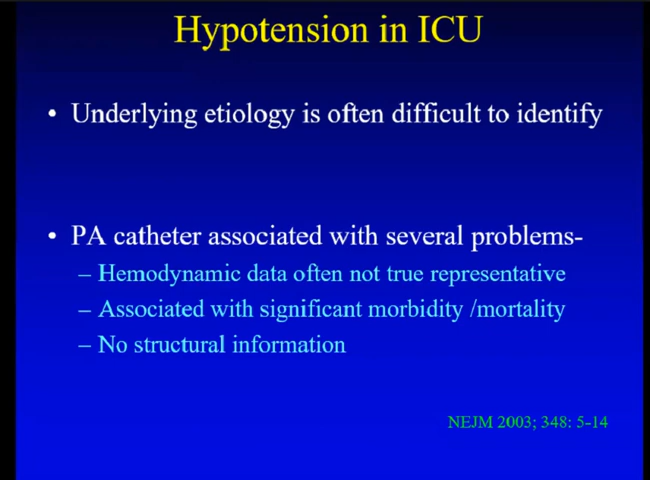 Hypotension in ICU
• Underlying etiology is often difficult to identify
• PA catheter associated with several problems-
– Hemodynamic data often not true representative
– Associated with significant morbidity /mortality
– No structural information
NEJM 2003; 348: 5-14